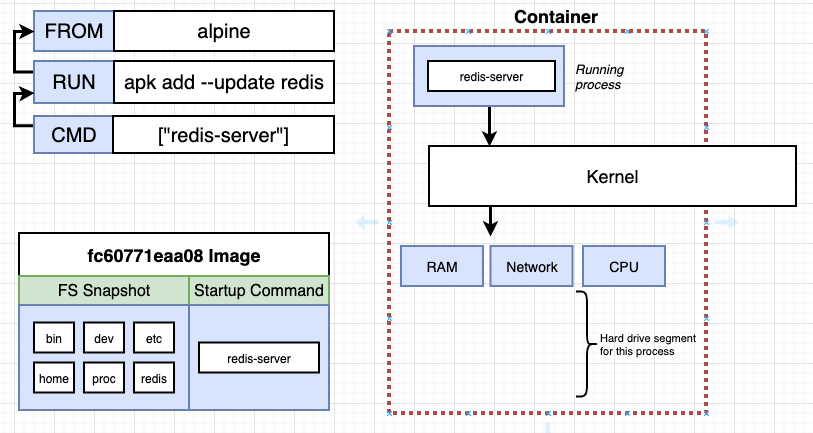 FROM alpine
RUN apk add --update redis
CMD ["redis-server"]
fc60771eaa08 Image
FS Snapshot Startup Command
bin dev etc
home proc redis
redis-server
Container
redis-server
Running
process
Kernel
RAM Network CPU
Hard drive segment
for this process